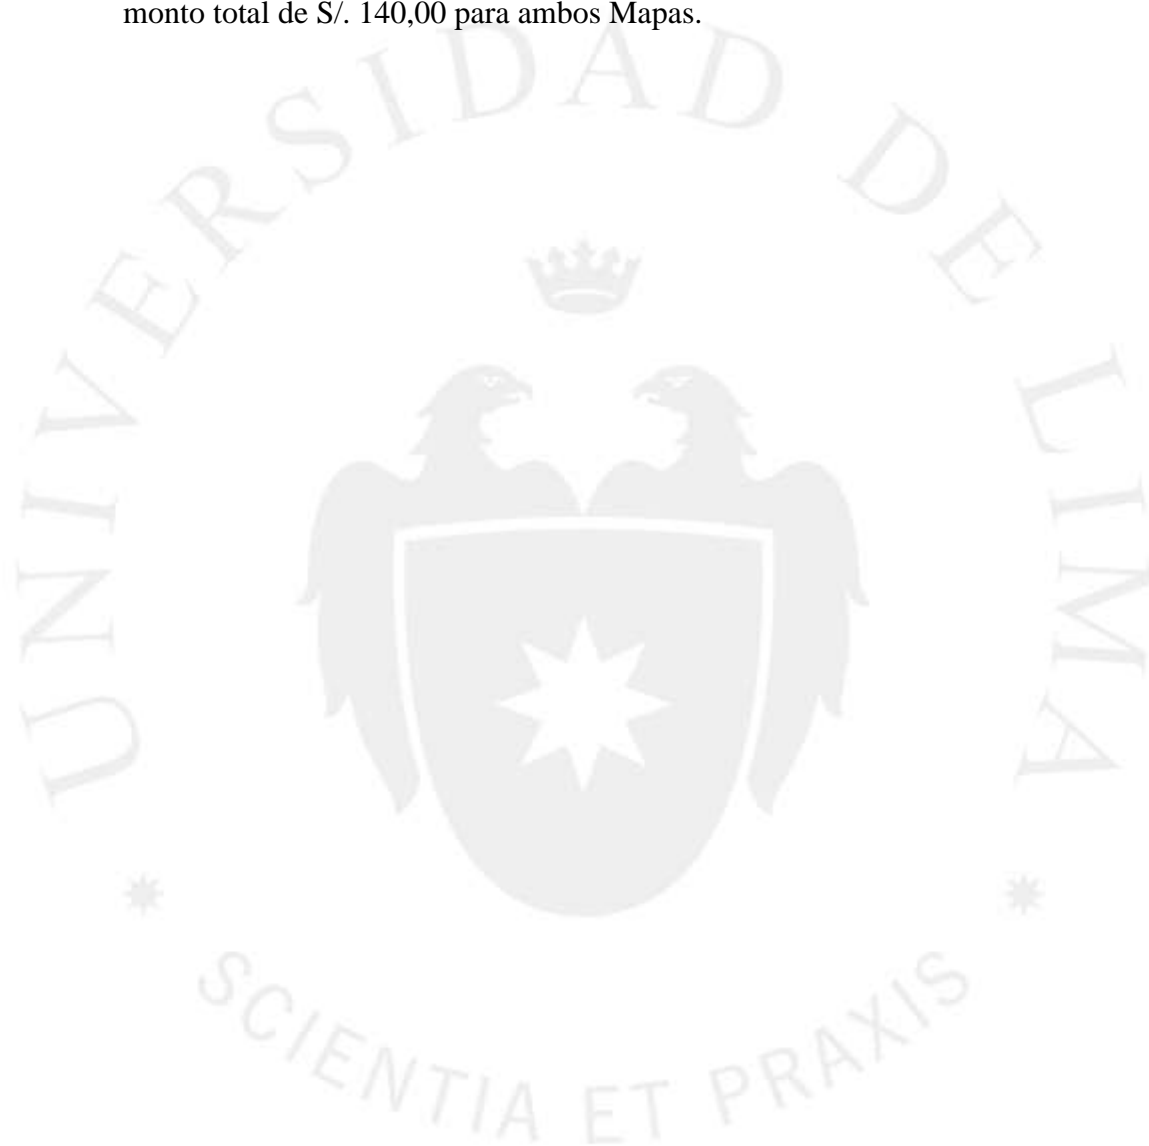 monto total de S/. 140,00 para ambos Mapas.
UNIVERSIDAD DE LIMA
SCIENTIA ET PRAXIS